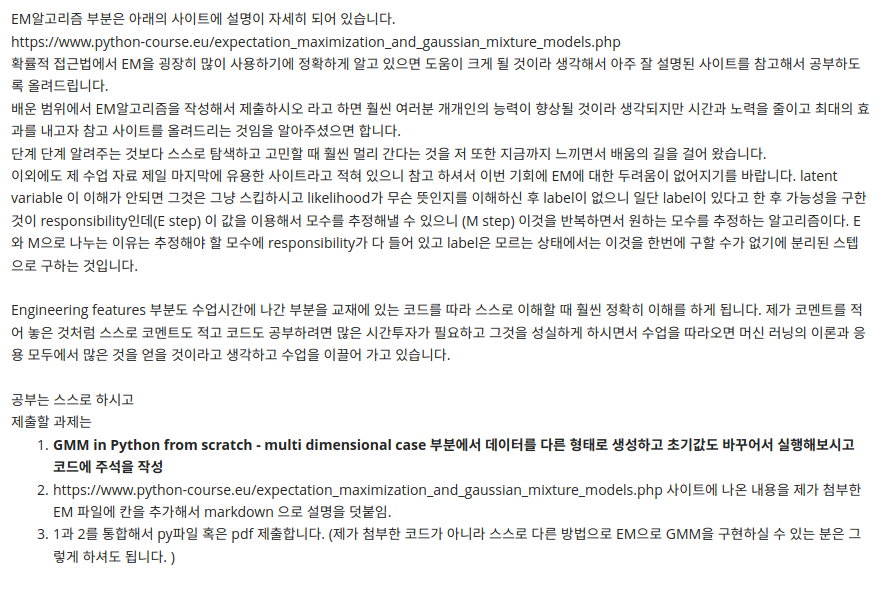 EM알고리즘 부분은 아래의 사이트에 설명이 자세히 되어 있습니다.
https://www.python-course.eu/expectation_maximization_and_gaussian_mixture_models.php
확률적 접근법에서 EM을 굉장히 많이 사용하기에 정확하게 알고 있으면 도움이 크게 될 것이라 생각해서 아주 잘 설명된 사이트를 참고해서 공부하도
록 올려드립니다.
배운 범위에서 EM알고리즘을 작성해서 제출하시오 라고 하면 훨씬 여러분 개개인의 능력이 향상될 것이라 생각되지만 시간과 노력을 줄이고 최대의 효
과를 내고자 참고 사이트를 올려드리는 것임을 알아주셨으면 합니다.
단계 단계 알려주는 것보다 스스로 탐색하고 고민할 때 훨씬 멀리 간다는 것을 저 또한 지금까지 느끼면서 배움의 길을 걸어 왔습니다.
이외에도 제 수업 자료 제일 마지막에 유용한 사이트라고 적혀 있으니 참고 하셔서 이번 기회에 EM에 대한 두려움이 없어지기를 바랍니다. latent
variable 이 이해가 안되면 그것은 그냥 스킵하시고 likelihood가 무슨 뜻인지를 이해하신 후 label이 없으니 일단 label이 있다고 한 후 가능성을 구한
것이 responsibility인데(E step) 이 값을 이용해서 모수를 추정해낼 수 있으니 (M step) 이것을 반복하면서 원하는 모수를 추정하는 알고리즘이다. E
와 M으로 나누는 이유는 추정해야 할 모수에 responsibility가 다 들어 있고 label은 모르는 상태에서는 이것을 한번에 구할 수가 없기에 분리된 스텝
으로 구하는 것입니다.
Engineering features 부분도 수업시간에 나간 부분을 교재에 있는 코드를 따라 스스로 이해할 때 훨씬 정확히 이해를 하게 됩니다. 제가 코멘트를 적
어 놓은 것처럼 스스로 코멘트도 적고 코드도 공부하려면 많은 시간투자가 필요하고 그것을 성실하게 하시면서 수업을 따라오면 머신 러닝의 이론과 응
용 모두에서 많은 것을 얻을 것이라고 생각하고 수업을 이끌어 가고 있습니다.
공부는 스스로 하시고
제출할 과제는
1. GMM in Python from scratch - multi dimensional case 부분에서 데이터를 다른 형태로 생성하고 초기값도 바꾸어서 실행해보시고
코드에 주석을 작성
2. https://www.python-course.eu/expectation_maximization_and_gaussian_mixture_models.php 사이트에 나온 내용을 제가 첨부한
EM 파일에 칸을 추가해서 markdown 으로 설명을 덧붙임.
3. 1과 2를 통합해서 py파일 혹은 pdf 제출합니다. (제가 첨부한 코드가 아니라 스스로 다른 방법으로 EM으로 GMM을 구현하실 수 있는 분은 그
렇게 하셔도 됩니다. )